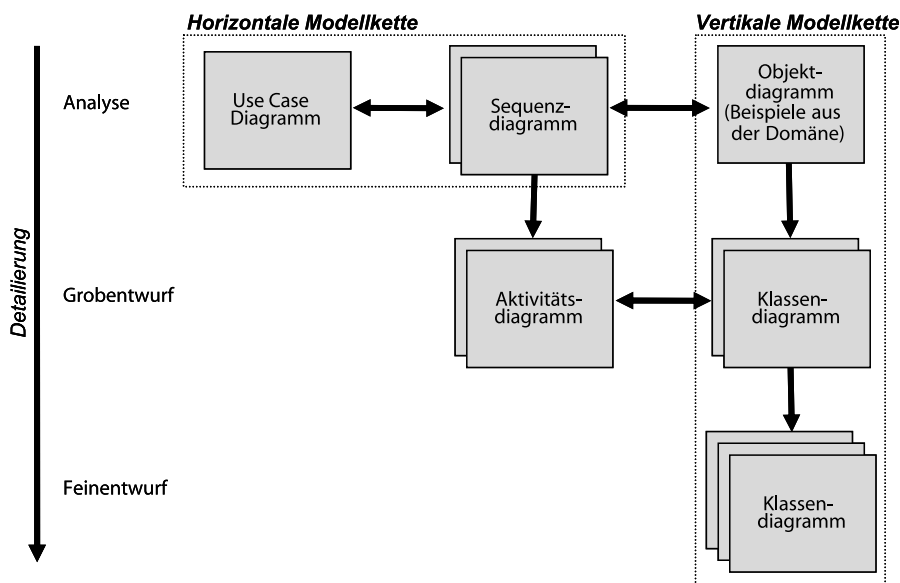 Horizontale Modellkette
Vertikale Modellkette
Analyse
Use Case
Diagramm
Sequenz-
diagramm
Objekt-
diagramm
(Beispiele aus
der Domäne)
Detailierung
Grobentwurf
Aktivitäts-
diagramm
Klassen-
diagramm
Feinentwurf
Klassen-
diagramm